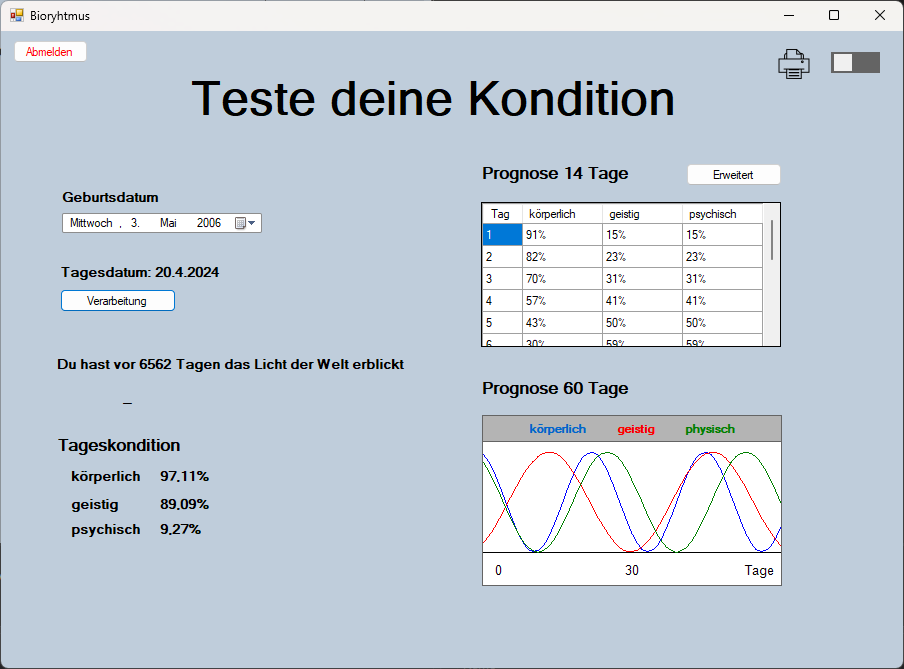 Bioryhtmus
Abmelden
Teste deine Kondition
Geburtsdatum
Mittwoch , 3. Mai 2006
Tagesdatum: 20.4.2024
Verarbeitung
Du hast vor 6562 Tagen das Licht der Welt erblickt
_
Tageskondition
körperlich 97,11%
geistig 89,09%
psychisch 9,27%
Prognose 14 Tage
Erweitert
Tag körperlich geistig psychisch
1 91% 15% 15%
2 82% 23% 23%
3 70% 31% 31%
4 57% 41% 41%
5 43% 50% 50%
6 30% 59% 59%
Prognose 60 Tage
körperlich geistig physisch
0 30 Tage